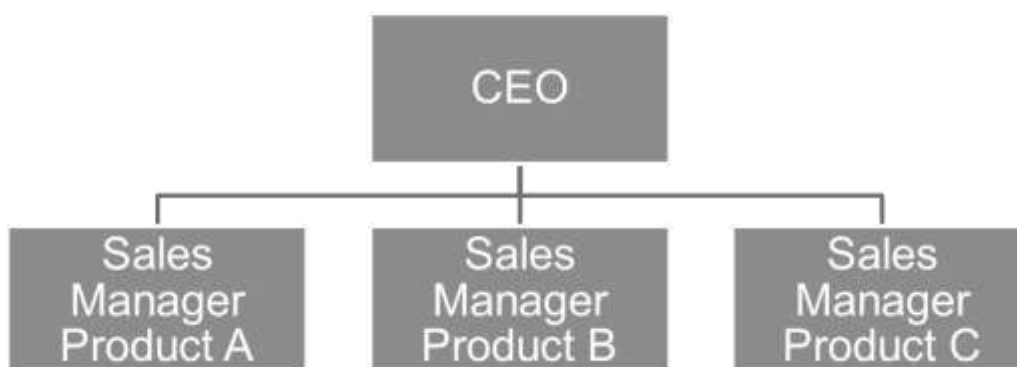 CEO
Sales
Manager
Product A
Sales
Manager
Product B
Sales
Manager
Product C